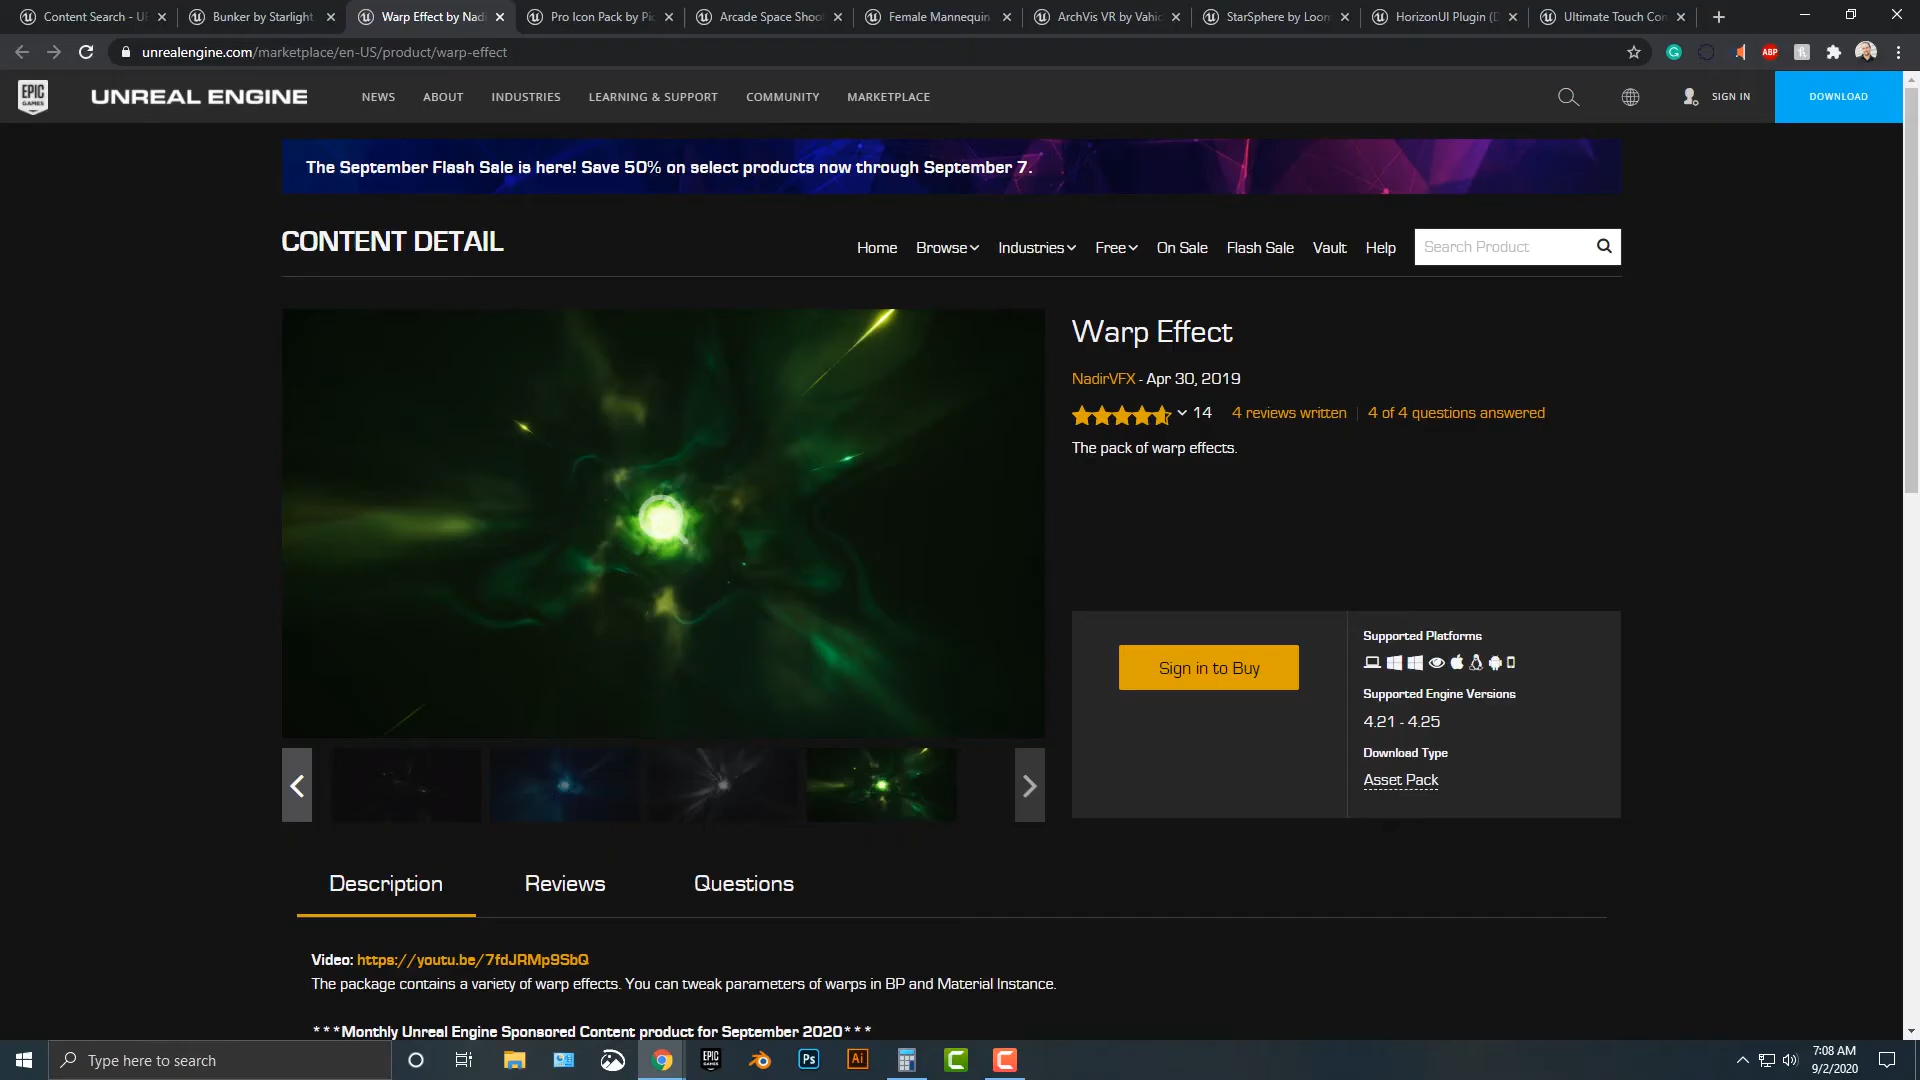 Content Search - U
Bunker by Starlight
Warp Effect by Nadi
Pro Icon Pack by Pi
Arcade Space Shoo
Female Mannequin
ArchVis VR by Vahi
StarSphere by Loo
HorizonUI Plugin (
Ultimate Touch Co
unrealengine.com/marketplace/en-US/product/warp-effect
ABP
EPIC GAMES
UNREAL ENGINE
NEWS
ABOUT
INDUSTRIES
LEARNING & SUPPORT
COMMUNITY
MARKETPLACE
SIGN IN
DOWNLOAD
The September Flash Sale is here! Save 50% on select products now through September 7.
CONTENT DETAIL
Home
Browse
Industries
Free
On Sale
Flash Sale
Vault
Help
Search Product
Warp Effect
NadirVFX - Apr 30, 2019
14
4 reviews written
4 of 4 questions answered
The pack of warp effects.
Sign in to Buy
Supported Platforms
Supported Engine Versions
4.21 - 4.25
Download Type
Asset Pack
Description
Reviews
Questions
Video: https://youtu.be/7fdJRMp9SbQ
The package contains a variety of warp effects. You can tweak parameters of warps in BP and Material Instance.
***Monthly Unreal Engine Sponsored Content product for September 2020***
Type here to search
EPIC GAMES
Ps
Ai
7:08 AM
9/2/2020